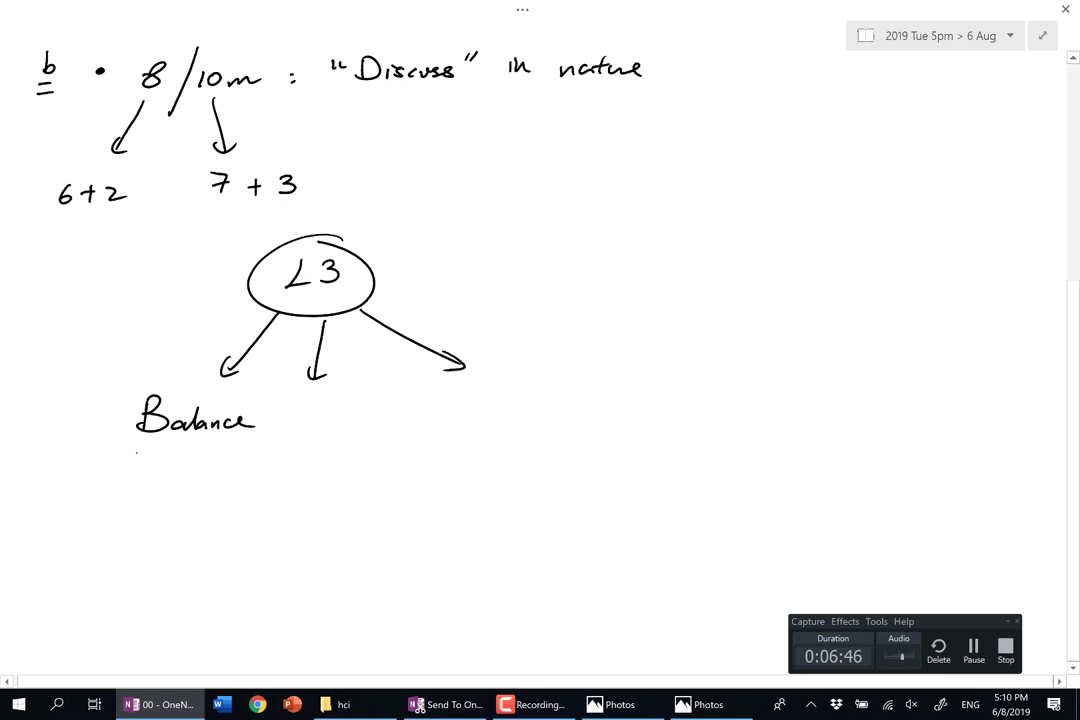 2019 Tue 5pm > 6 Aug
b • 8/10m : "Discuss" in nature
6+2 7 + 3
L3
Balance
Capture Effects Tools Help
Duration Audio
0:06:46
Delete Pause Stop
00 - OneN...
hci
Send To On...
Recording...
Photos
Photos
ENG
5:10 PM
6/8/2019